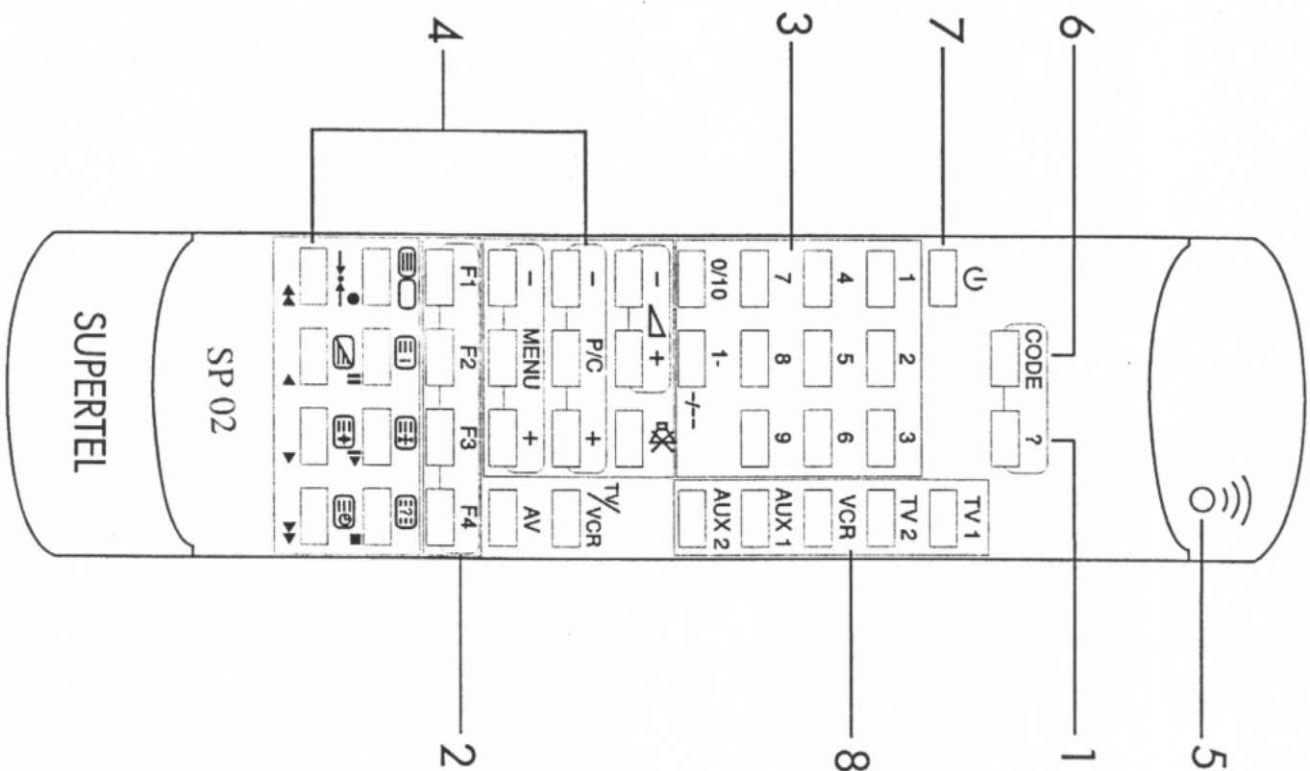 6
7
3
4
CODE ?
1 2 3
4 5 6
7 8 9
0/10 1- -/--
TV 1
TV 2
VCR
AUX 1
AUX 2
- +
- P/C +
TV/VCR
- MENU +
AV
F1 F2 F3 F4
SP 02
SUPERTEL
5
1
8
2